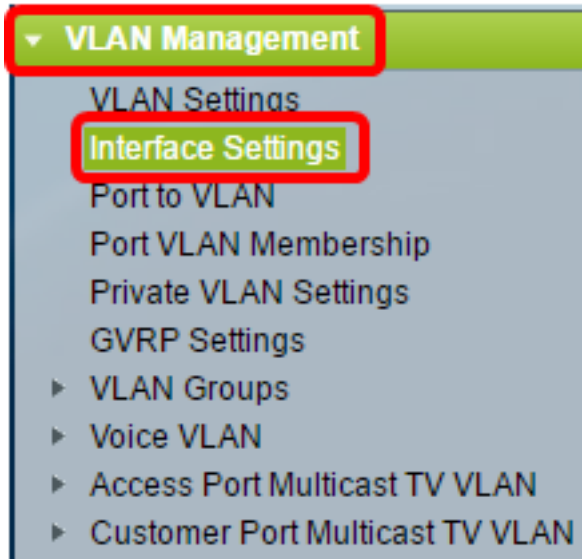 VLAN Management
VLAN Settings
Interface Settings
Port to VLAN
Port VLAN Membership
Private VLAN Settings
GVRP Settings
VLAN Groups
Voice VLAN
Access Port Multicast TV VLAN
Customer Port Multicast TV VLAN